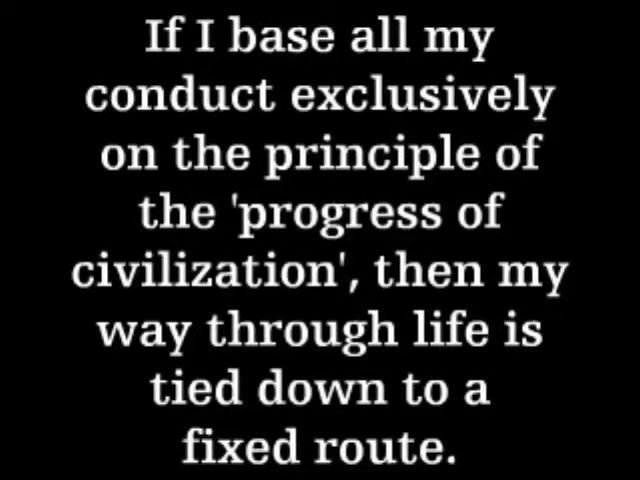 If I base all my
conduct exclusively
on the principle of
the 'progress of
civilization', then my
way through life is
tied down to a
fixed route.